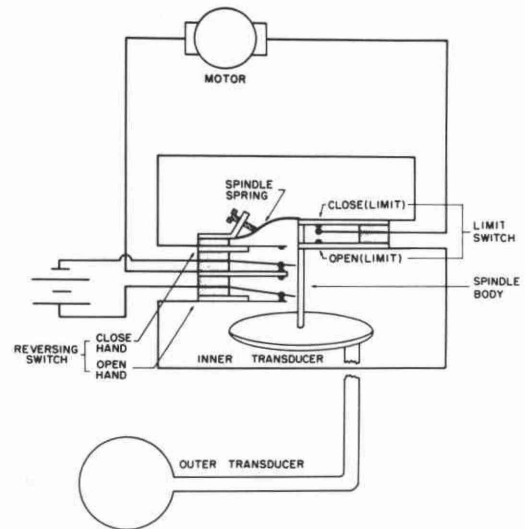 MOTOR
SPINDLE
SPRING
CLOSE(LIMIT)
LIMIT
SWITCH
OPEN(LIMIT)
SPINDLE
BODY
REVERSING
SWITCH
CLOSE
HAND
OPEN
HAND
INNER TRANSDUCER
OUTER TRANSDUCER